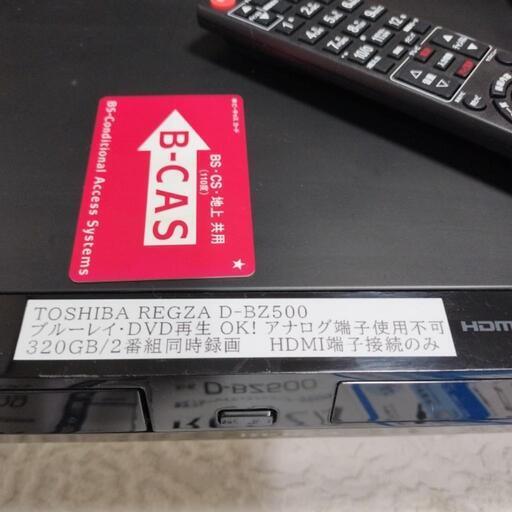 BS-Conditional Access Systems
B-CAS
BS・CS・地上 共用
(110度)
★
TOSHIBA REGZA D-BZ500
ブルーレイ・DVD再生 OK! アナログ端子使用不可
320GB/2番組同時録画 HDMI端子接続のみ
HDMI
D-BZ500